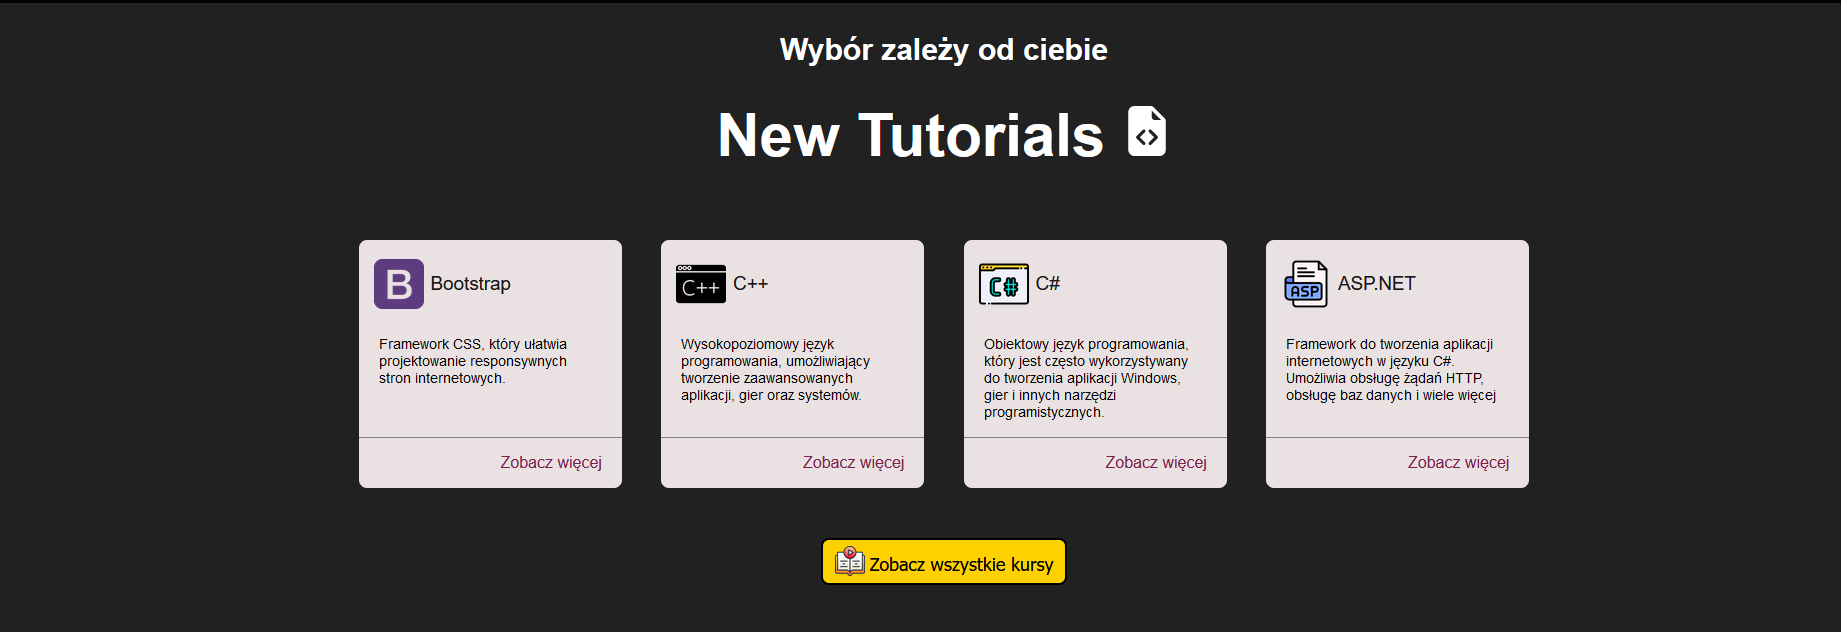 Wybór zależy od ciebie
New Tutorials
B
Bootstrap
Framework CSS, który ułatwia
projektowanie responsywnych
stron internetowych.
Zobacz więcej
C++
C++
Wysokopoziomowy język
programowania, umożliwiający
tworzenie zaawansowanych
aplikacji, gier oraz systemów.
Zobacz więcej
C#
C#
Obiektowy język programowania,
który jest często wykorzystywany
do tworzenia aplikacji Windows,
gier i innych narzędzi
programistycznych.
Zobacz więcej
ASP
ASP.NET
Framework do tworzenia aplikacji
internetowych w języku C#.
Umożliwia obsługę żądań HTTP,
obsługę baz danych i wiele więcej
Zobacz więcej
Zobacz wszystkie kursy